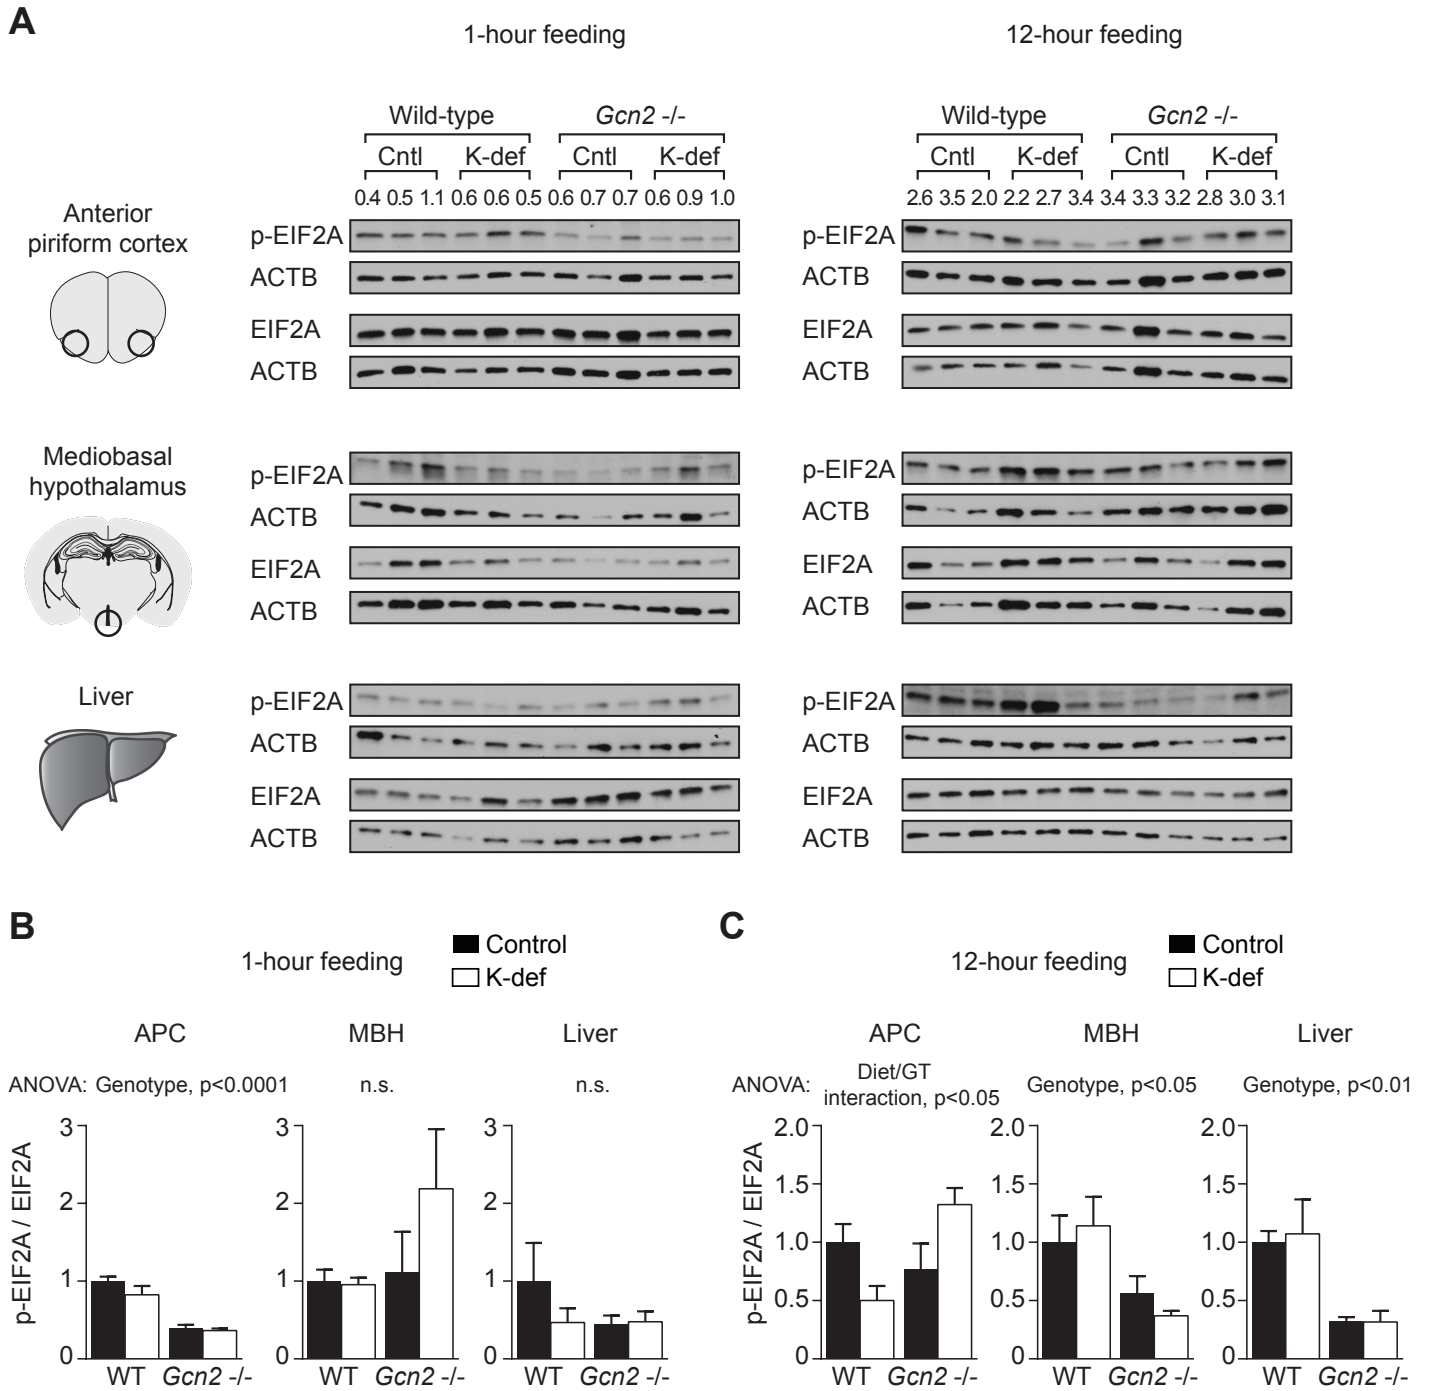 A
1-hour feeding
12-hour feeding
Wild-type
Gcn2 -/-
Wild-type
Gcn2 -/-
Cntl
K-def
Cntl
K-def
Cntl
K-def
Cntl
K-def
0.4 0.5 1.1 0.6 0.6 0.5 0.6 0.7 0.7 0.6 0.9 1.0
2.6 3.5 2.0 2.2 2.7 3.4 3.4 3.3 3.2 2.8 3.0 3.1
Anterior
piriform cortex
p-EIF2A
ACTB
EIF2A
ACTB
p-EIF2A
ACTB
EIF2A
ACTB
Mediobasal
hypothalamus
p-EIF2A
ACTB
EIF2A
ACTB
p-EIF2A
ACTB
EIF2A
ACTB
Liver
p-EIF2A
ACTB
EIF2A
ACTB
p-EIF2A
ACTB
EIF2A
ACTB
B
1-hour feeding
Control
K-def
APC
MBH
Liver
ANOVA: Genotype, p<0.0001
n.s.
n.s.
p-EIF2A / EIF2A
3
2
1
0
WT Gcn2 -/-
3
2
1
0
WT Gcn2 -/-
3
2
1
0
WT Gcn2 -/-
C
12-hour feeding
Control
K-def
APC
MBH
Liver
ANOVA:
Diet/GT
interaction, p<0.05
Genotype, p<0.05
Genotype, p<0.01
p-EIF2A / EIF2A
2.0
1.5
1.0
0.5
0
WT Gcn2 -/-
2.0
1.5
1.0
0.5
0
WT Gcn2 -/-
2.0
1.5
1.0
0.5
0
WT Gcn2 -/-